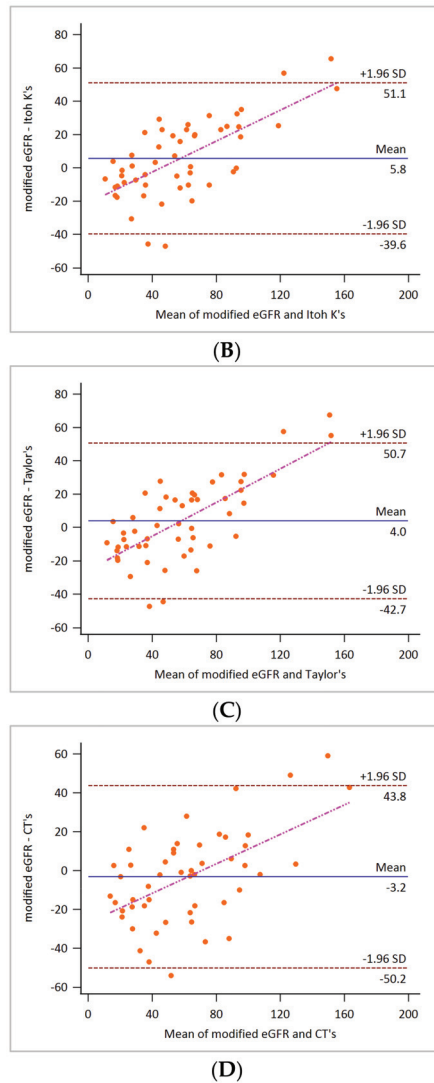 80
60
40
20
0
-20
-40
-60
modified eGFR - Itoh K's
+1.96 SD
51.1
Mean
5.8
-1.96 SD
-39.6
0 40 80 120 160 200
Mean of modified eGFR and Itoh K's
(B)
80
60
40
20
0
-20
-40
-60
modified eGFR - Taylor's
+1.96 SD
50.7
Mean
4.0
-1.96 SD
-42.7
0 40 80 120 160 200
Mean of modified eGFR and Taylor's
(C)
60
40
20
0
-20
-40
-60
modified eGFR - CT's
+1.96 SD
43.8
Mean
-3.2
-1.96 SD
-50.2
0 40 80 120 160 200
Mean of modified eGFR and CT's
(D)